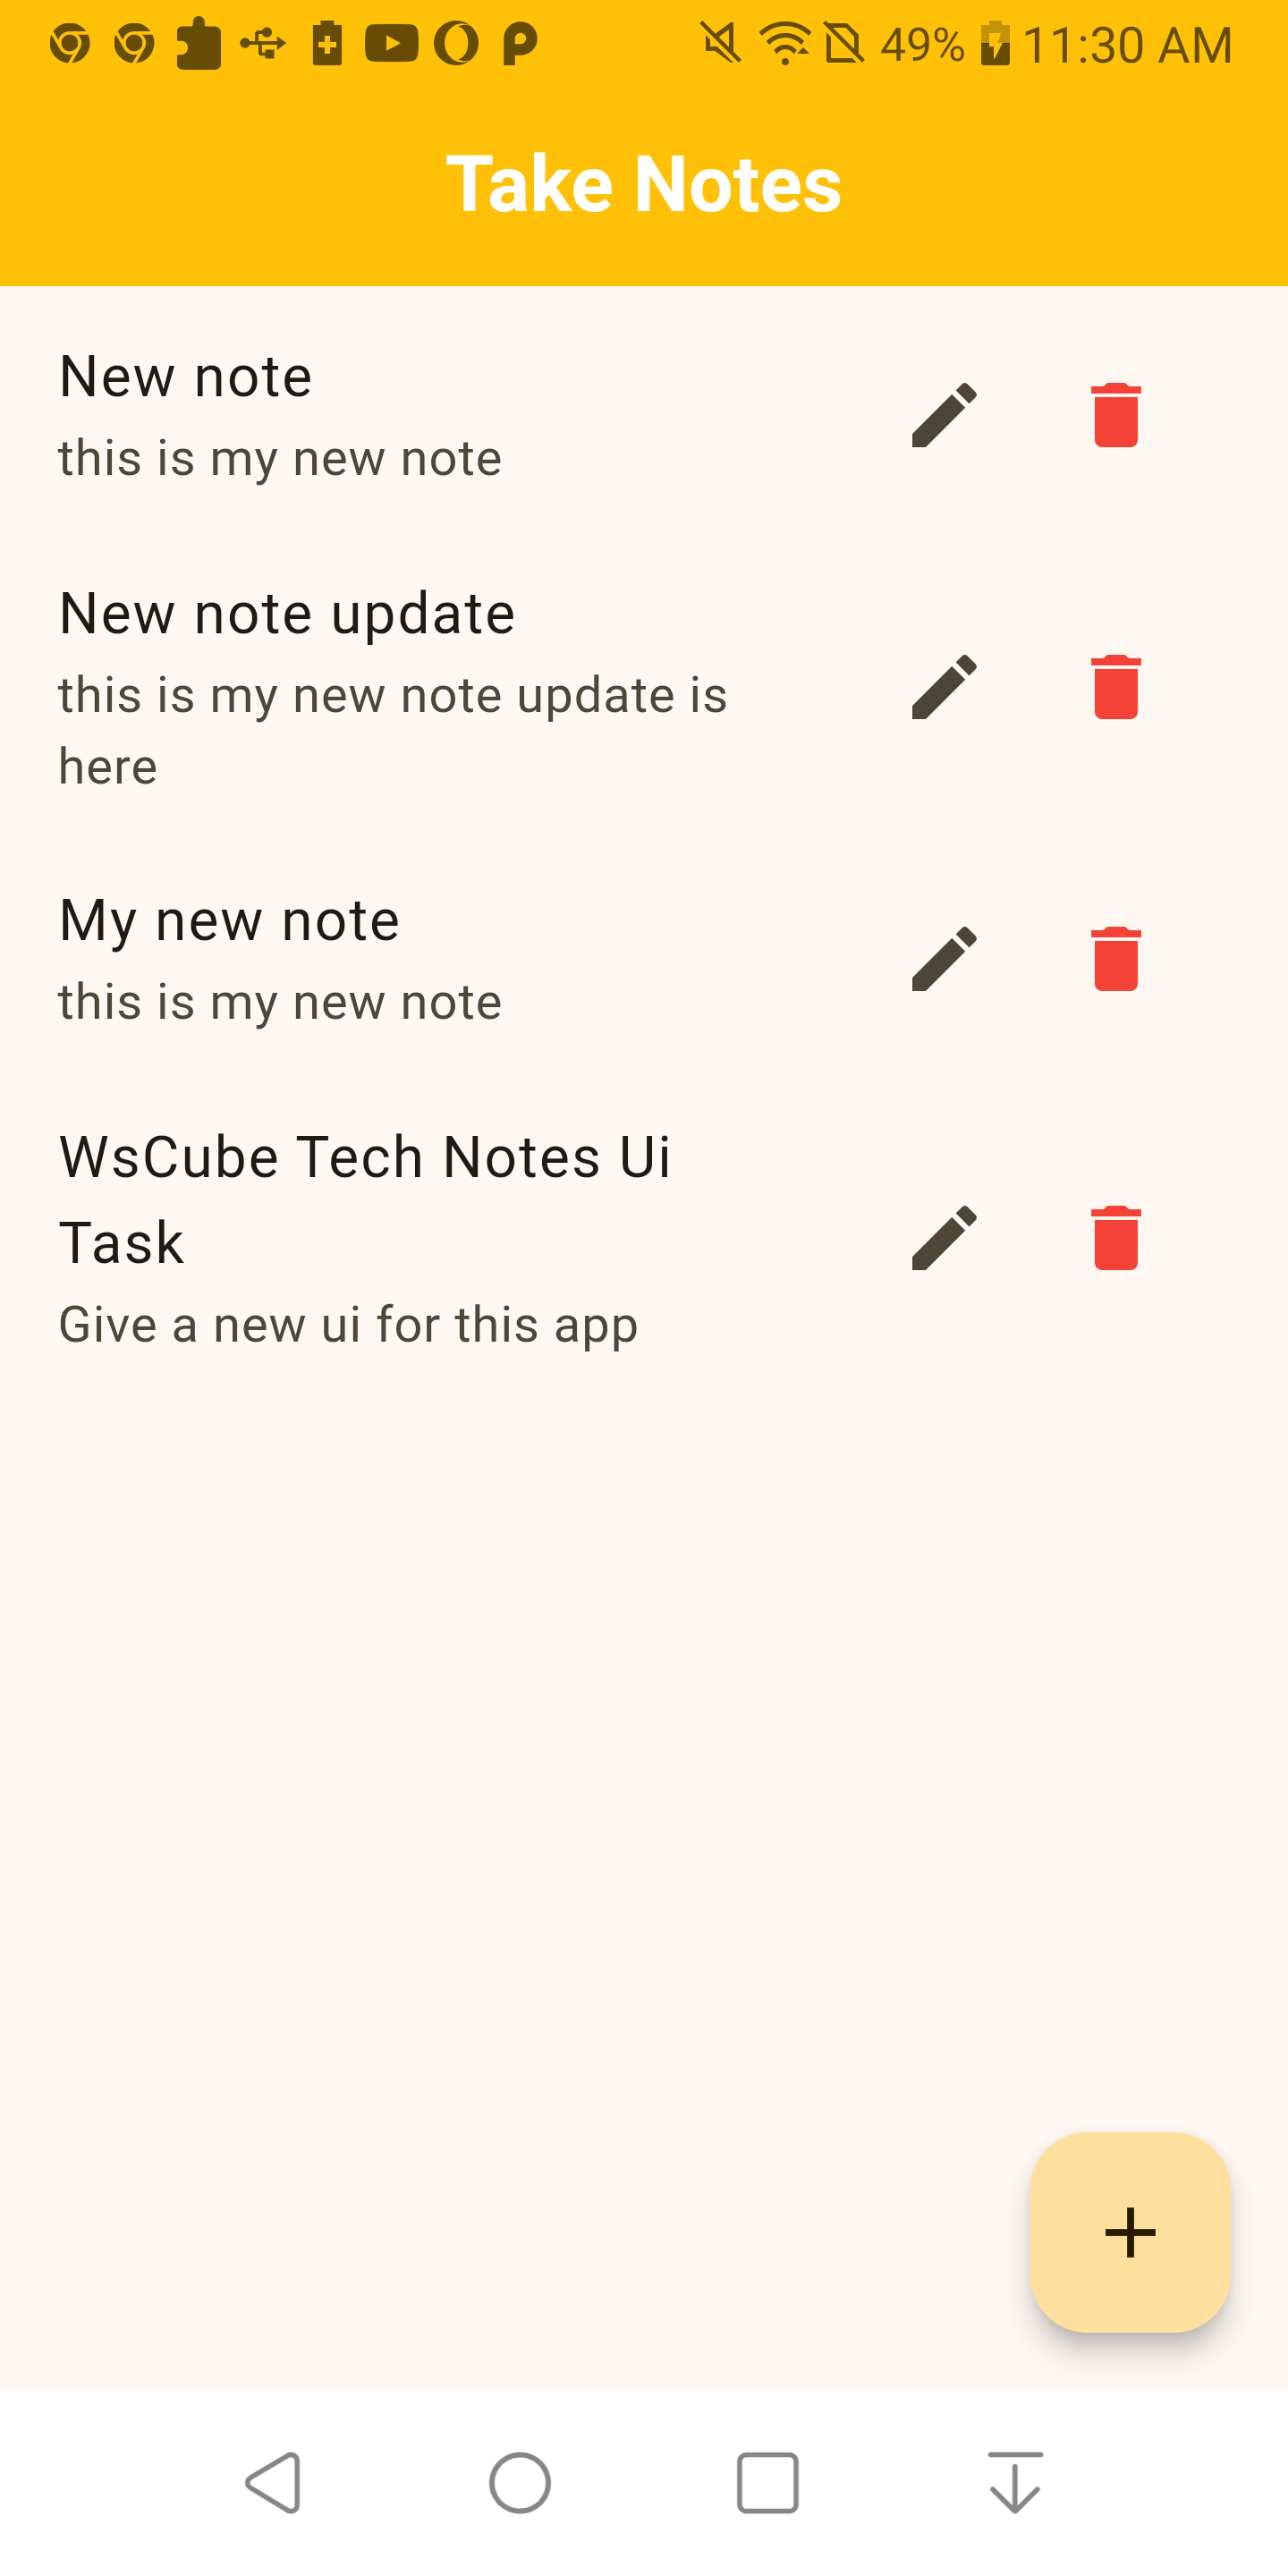 49% 11:30 AM
Take Notes
New note
this is my new note
New note update
this is my new note update is
here
My new note
this is my new note
WsCube Tech Notes Ui
Task
Give a new ui for this app